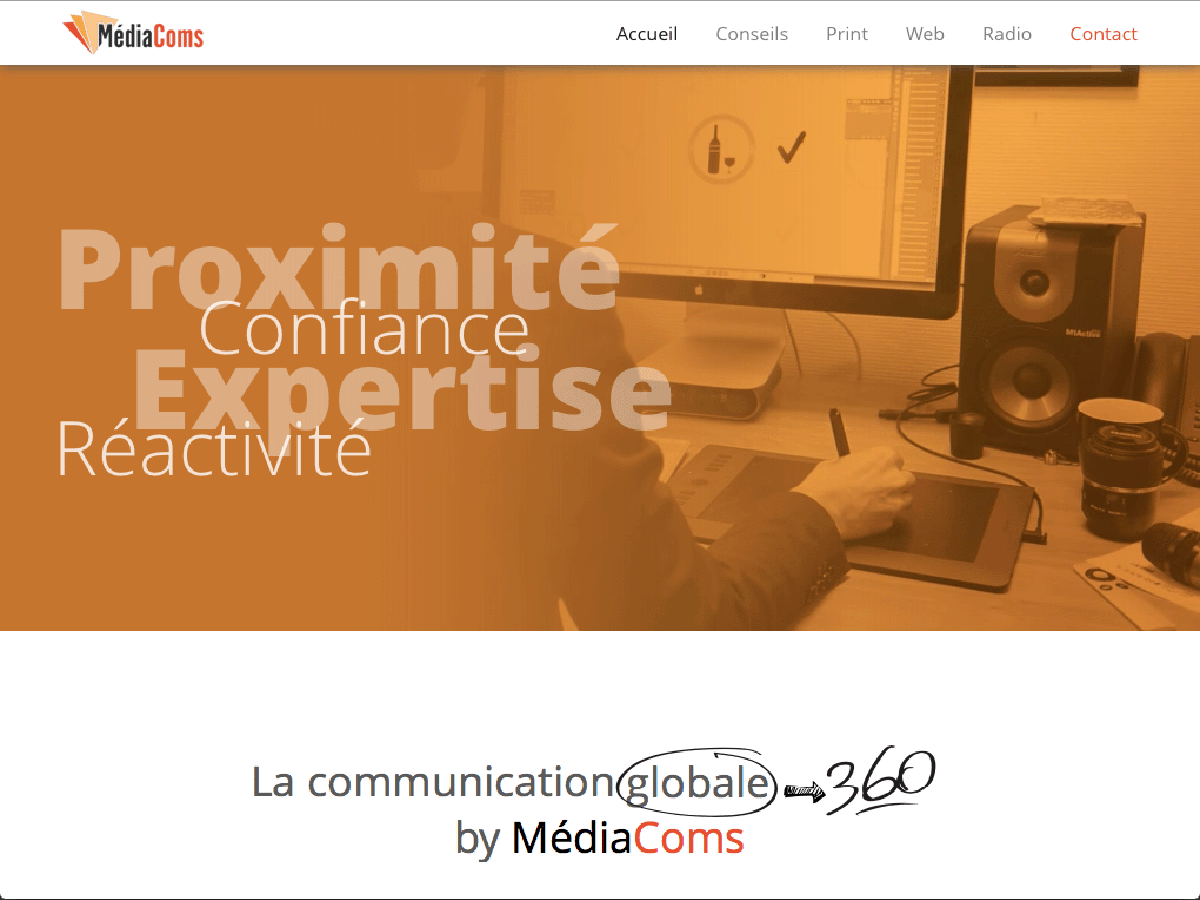 MédiaComs
Accueil Conseils Print Web Radio Contact
Proximité
Confiance
Expertise
Réactivité
La communication globale 360
by MédiaComs